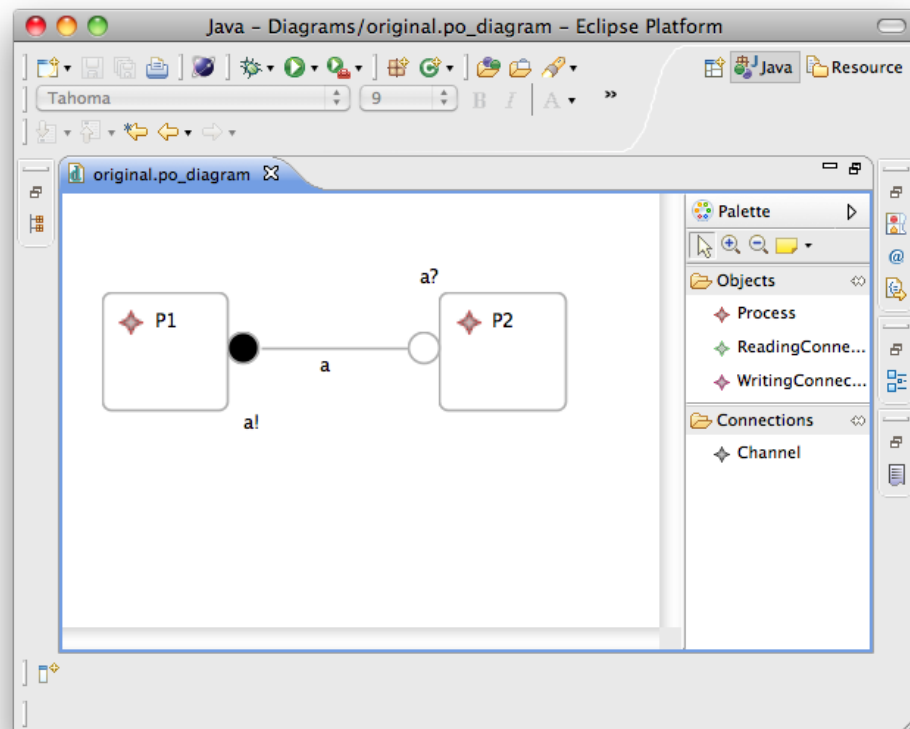 Java – Diagrams/original.po_diagram – Eclipse Platform
Java Resource
Tahoma 9 B I A »
original.po_diagram
Palette
Objects
Process
ReadingConne...
WritingConnec...
Connections
Channel
a?
P1 P2
a
a!
@